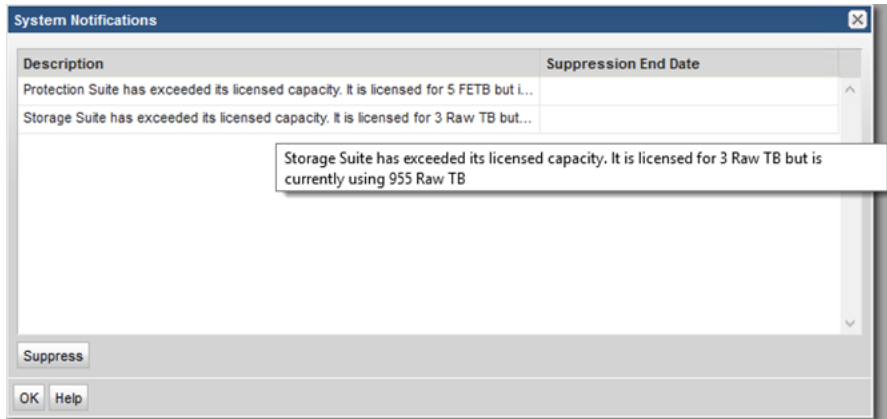 System Notifications
Description Suppression End Date
Protection Suite has exceeded its licensed capacity. It is licensed for 5 FETB but i...
Storage Suite has exceeded its licensed capacity. It is licensed for 3 Raw TB but...
Storage Suite has exceeded its licensed capacity. It is licensed for 3 Raw TB but is
currently using 955 Raw TB
Suppress
OK Help